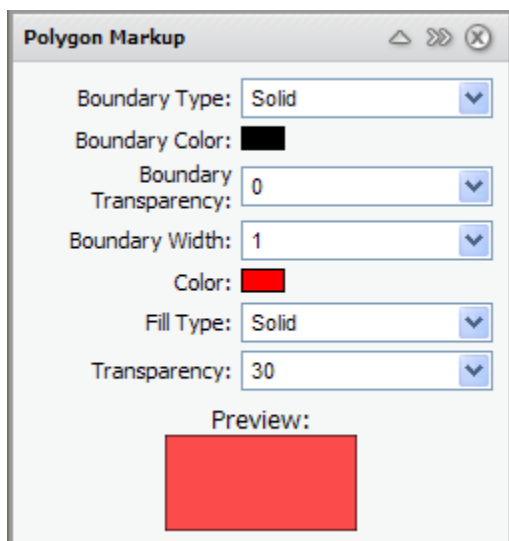 Polygon Markup
Boundary Type: Solid
Boundary Color:
Boundary
Transparency: 0
Boundary Width: 1
Color:
Fill Type: Solid
Transparency: 30
Preview: